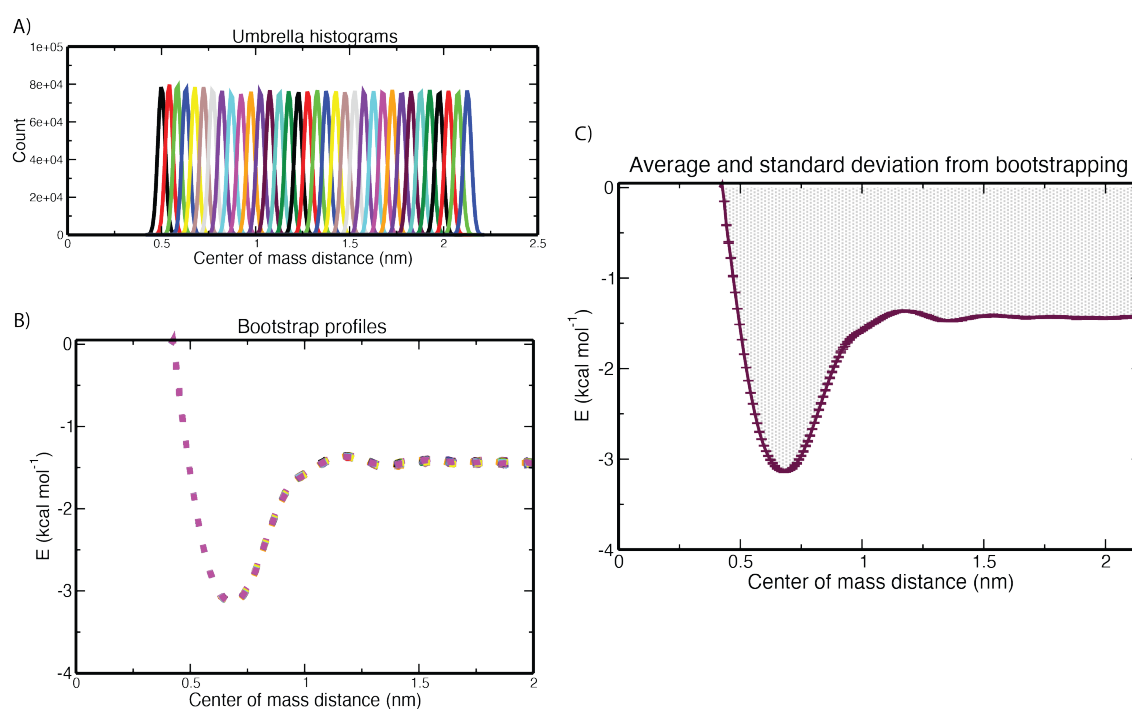 A)
Umbrella histograms
1e+05
8e+04
6e+04
4e+04
2e+04
0
Count
0 0.5 1 1.5 2 2.5
Center of mass distance (nm)
B)
Bootstrap profiles
0
-1
-2
-3
-4
E (kcal mol⁻¹)
0 0.5 1 1.5 2
Center of mass distance (nm)
C)
Average and standard deviation from bootstrapping
0
-1
-2
-3
-4
E (kcal mol⁻¹)
0 0.5 1 1.5 2
Center of mass distance (nm)